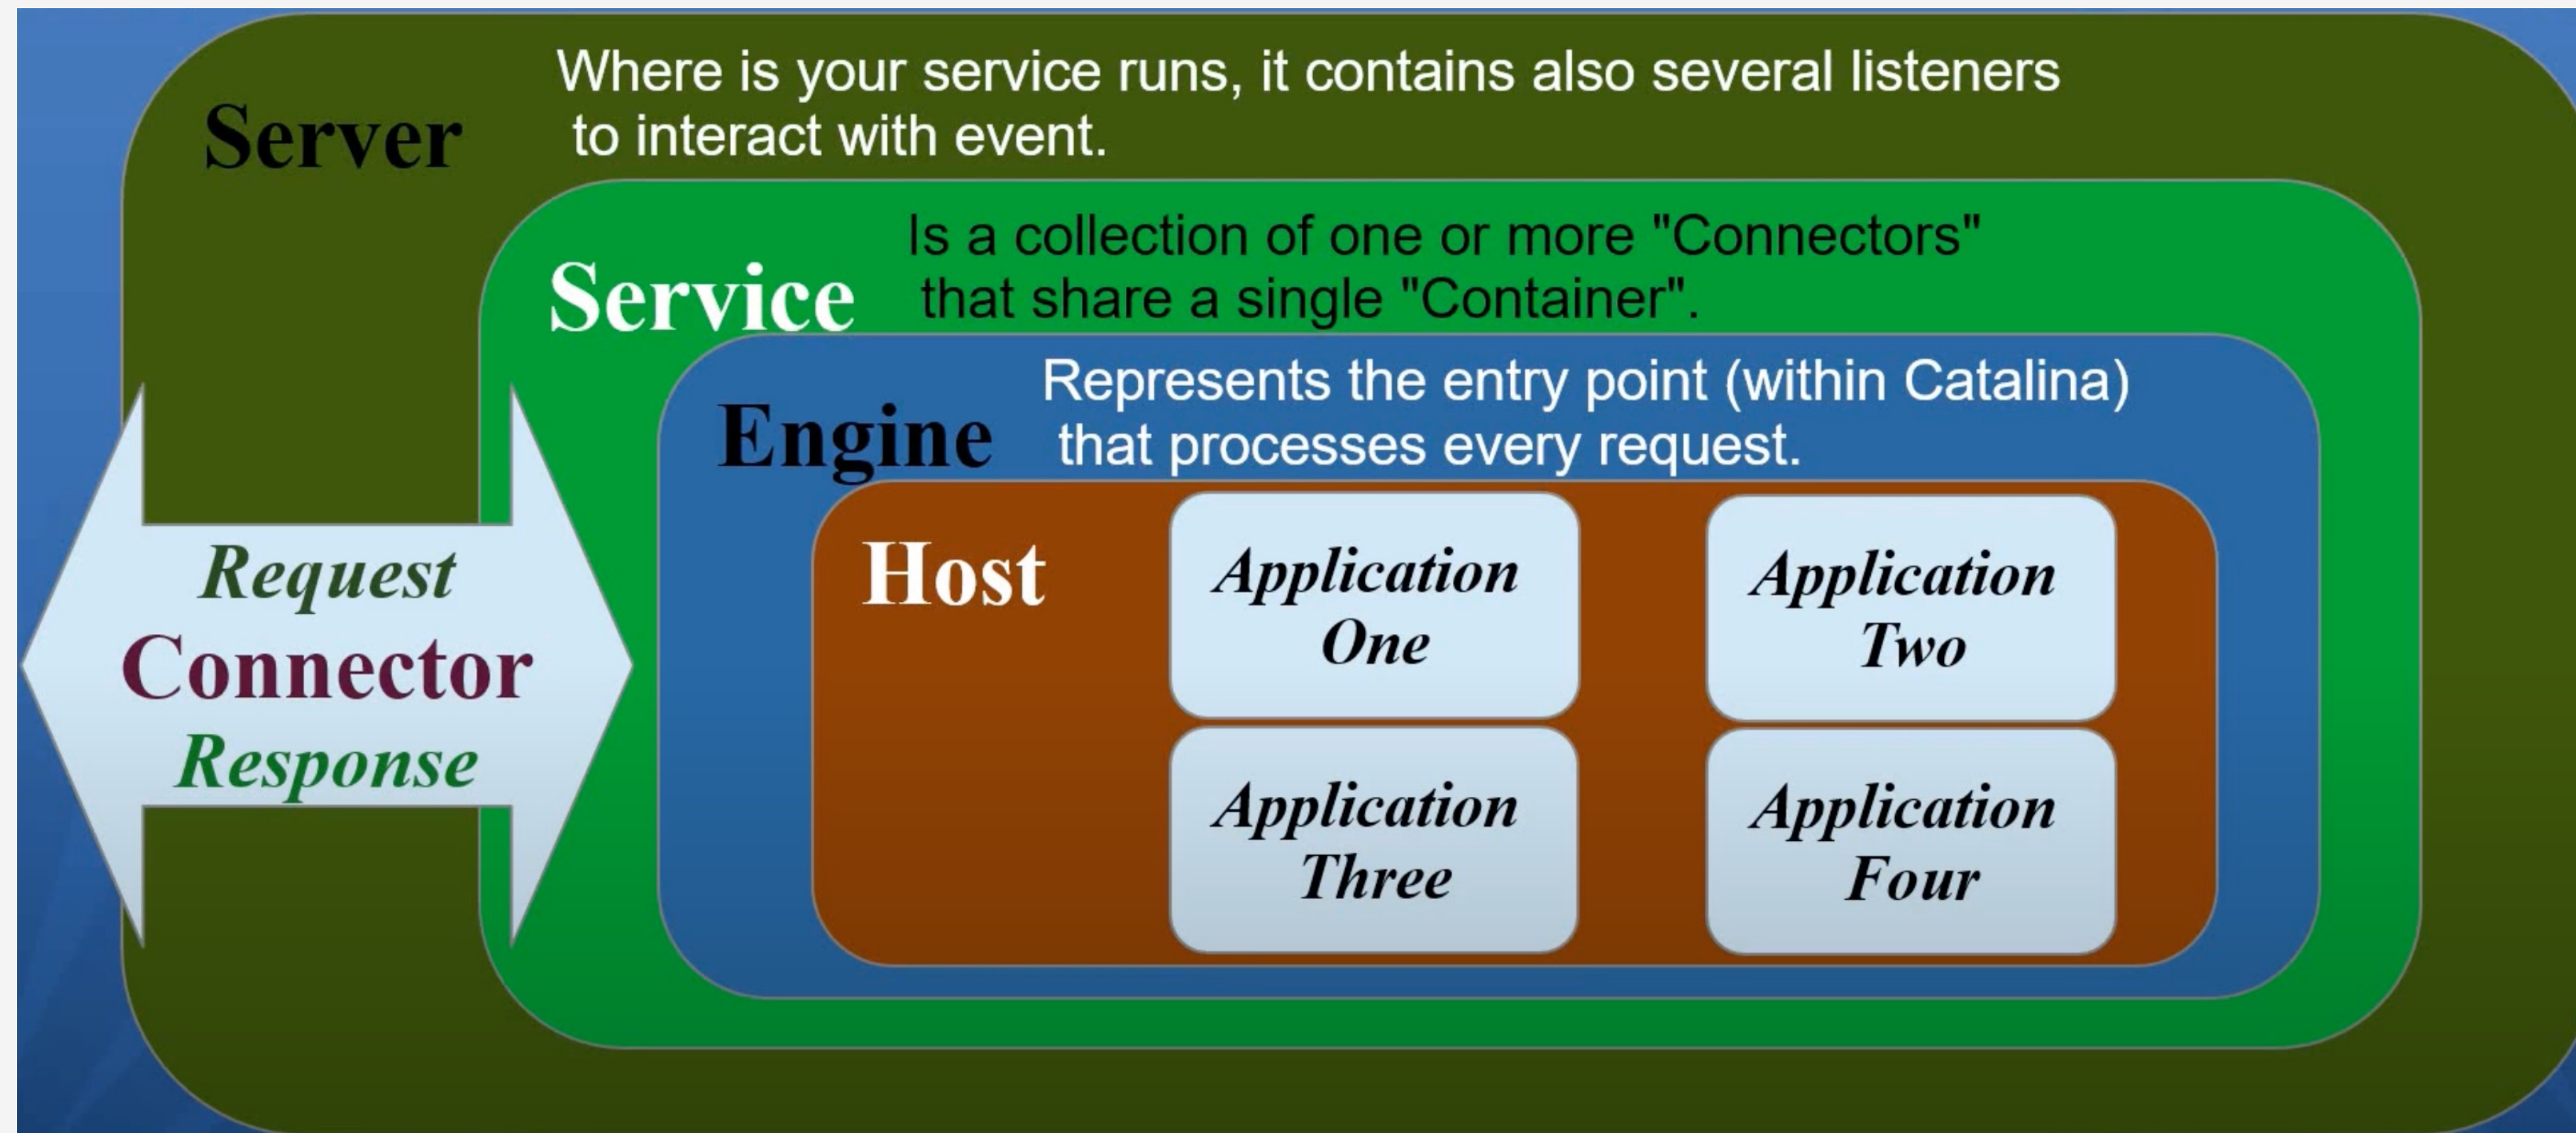 Where is your service runs, it contains also several listeners
Server
to interact with event.
Is a collection of one or more "Connectors"
Service
that share a single "Container".
Represents the entry point (within Catalina)
Engine
that processes every request.
Host
Application
One
Application
Two
Request
Connector
Response
Application
Three
Application
Four